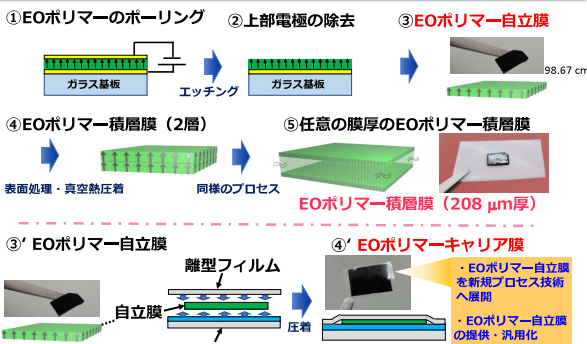 ①EOポリマーのポーリング
ガラス基板
エッチング
②上部電極の除去
ガラス基板
③EOポリマー自立膜
98.67 cm
④EOポリマー積層膜（2層）
表面処理・真空熱圧着
同様のプロセス
⑤任意の膜厚のEOポリマー積層膜
EOポリマー積層膜（208 μm厚）
③‘ EOポリマー自立膜
自立膜
離型フィルム
圧着
④‘ EOポリマーキャリア膜
・EOポリマー自立膜
を新規プロセス技術
へ展開
・EOポリマー自立膜
の提供・汎用化